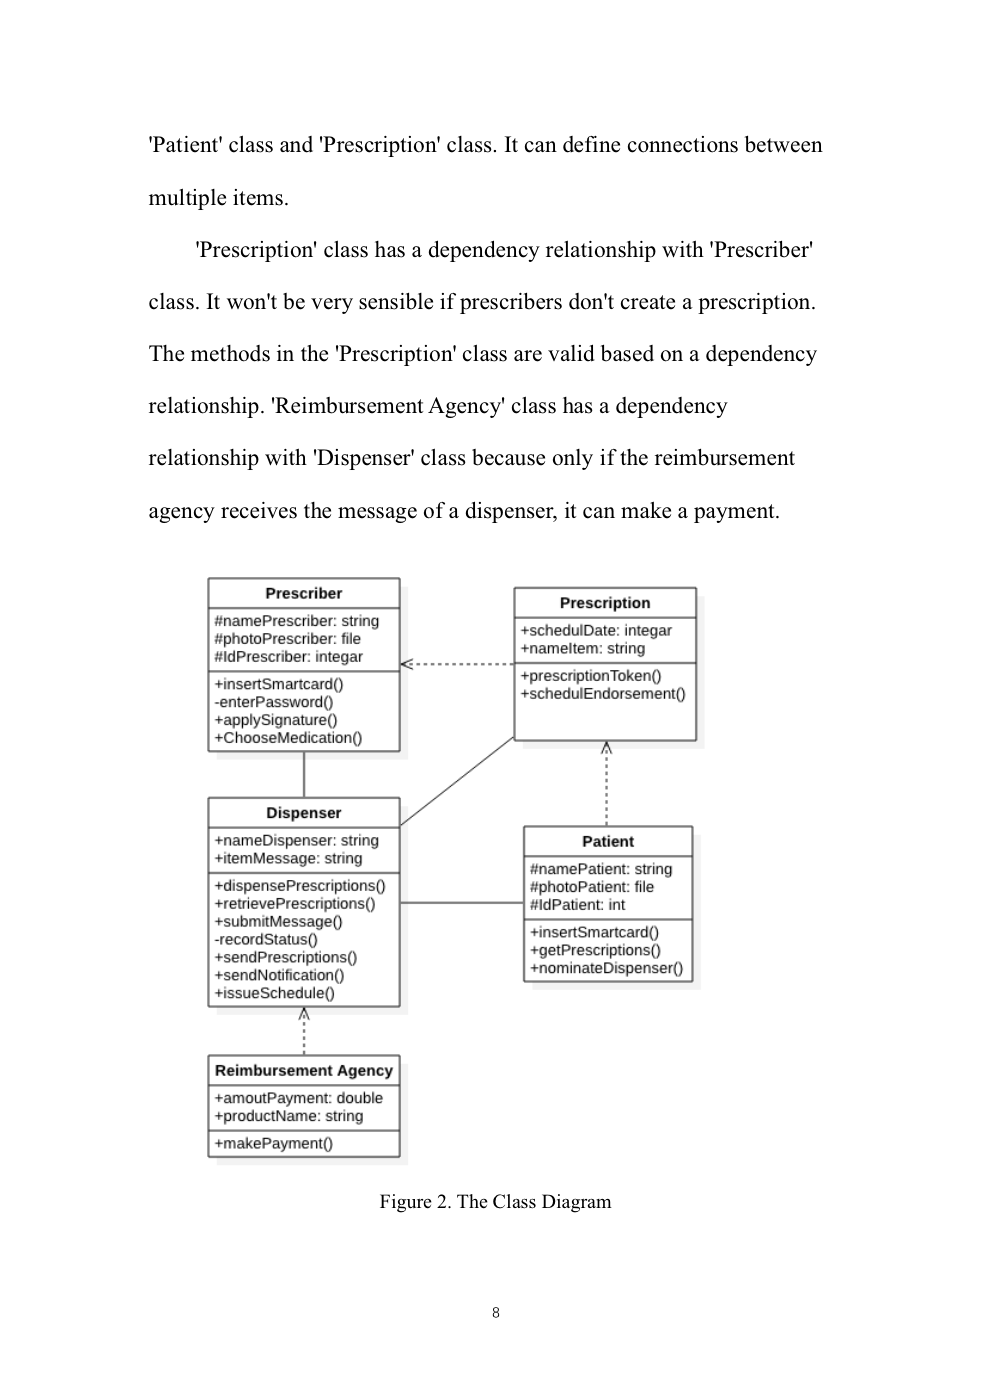 'Patient' class and 'Prescription' class. It can define connections between
multiple items.
'Prescription' class has a dependency relationship with 'Prescriber'
class. It won't be very sensible if prescribers don't create a prescription.
The methods in the 'Prescription' class are valid based on a dependency
relationship. 'Reimbursement Agency' class has a dependency
relationship with 'Dispenser' class because only if the reimbursement
agency receives the message of a dispenser, it can make a payment.
Prescriber
#namePrescriber: string
#photoPrescriber: file
#IdPrescriber: integar
+insertSmartcard()
-enterPassword()
+applySignature()
+ChooseMedication()
Prescription
+schedulDate: integar
+nameItem: string
+prescriptionToken()
+schedulEndorsement()
Dispenser
+nameDispenser: string
+itemMessage: string
+dispensePrescriptions()
+retrievePrescriptions()
+submitMessage()
-recordStatus()
+sendPrescriptions()
+sendNotification()
+issueSchedule()
Patient
#namePatient: string
#photoPatient: file
#IdPatient: int
+insertSmartcard()
+getPrescriptions()
+nominateDispenser()
Reimbursement Agency
+amoutPayment: double
+productName: string
+makePayment()
Figure 2. The Class Diagram
8